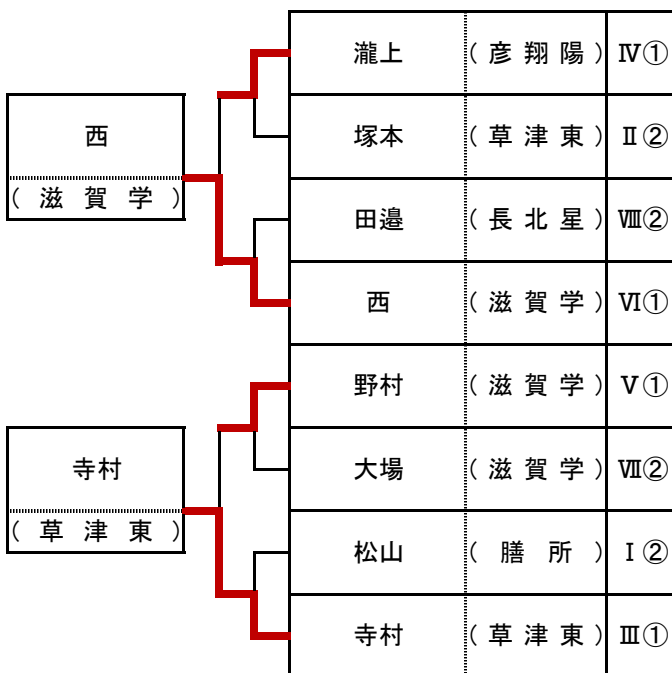 瀧上 (彦翔陽) Ⅳ①
塚本 (草津東) Ⅱ②
田邉 (長北星) Ⅷ②
西 (滋賀学) Ⅵ①
野村 (滋賀学) Ⅴ①
大場 (滋賀学) Ⅶ②
松山 (膳所) Ⅰ②
寺村 (草津東) Ⅲ①
西
(滋賀学)
寺村
(草津東)